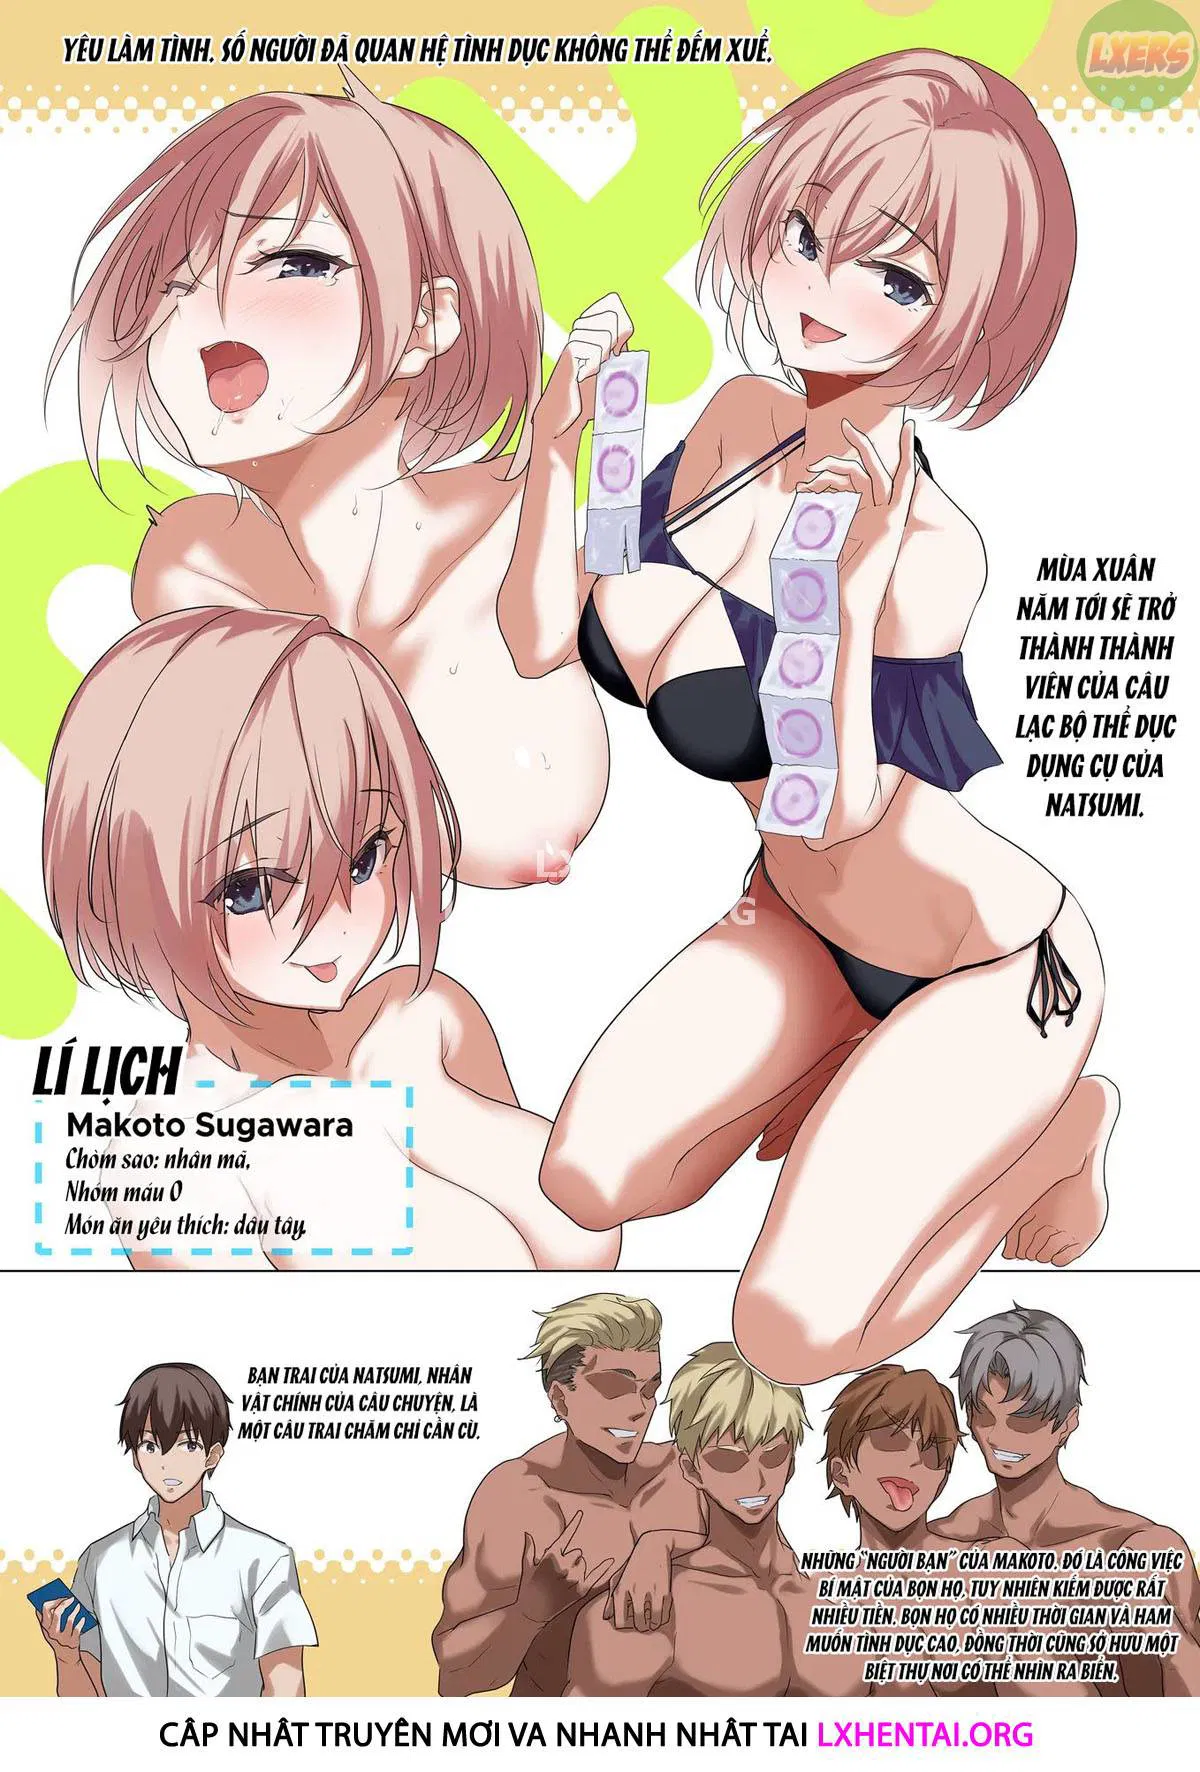 YÊU LÀM TÌNH. SỐ NGƯỜI ĐÃ QUAN HỆ TÌNH DỤC KHÔNG THỂ ĐẾM XUỂ.
LXERS
MÙA XUÂN
NĂM TỚI SẼ TRỞ
THÀNH THÀNH
VIÊN CỦA CÂU
LẠC BỘ THỂ DỤC
DỤNG CỤ CỦA
NATSUMI.
LÍ LỊCH
Makoto Sugawara
Chòm sao: nhân mã.
Nhóm máu O
Món ăn yêu thích: dâu tây.
BẠN TRAI CỦA NATSUMI, NHÂN
VẬT CHÍNH CỦA CÂU CHUYỆN, LÀ
MỘT CẬU TRAI CHĂM CHỈ CẦN CÙ.
NHỮNG "NGƯỜI BẠN" CỦA MAKOTO. ĐÓ LÀ CÔNG VIỆC
BÍ MẬT CỦA BỌN HỌ, TUY NHIÊN KIẾM ĐƯỢC RẤT
NHIỀU TIỀN. BỌN HỌ CÓ NHIỀU THỜI GIAN VÀ HAM
MUỐN TÌNH DỤC CAO, ĐỒNG THỜI CŨNG SỞ HỮU MỘT
BIỆT THỰ NƠI CÓ THỂ NHÌN RA BIỂN.
CẬP NHẬT TRUYỆN MỚI VÀ NHANH NHẤT TẠI LXHENTAI.ORG